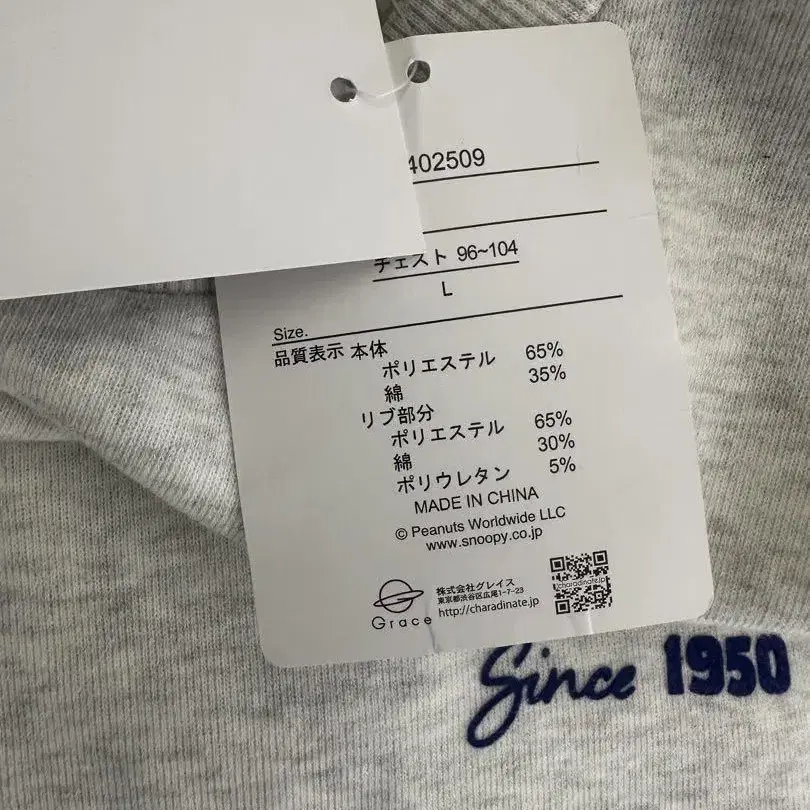 402509
チェスト 96~104
L
Size.
品質表示 本体
ポリエステル 65%
綿 35%
リブ部分
ポリエステル 65%
綿 30%
ポリウレタン 5%
MADE IN CHINA
© Peanuts Worldwide LLC
www.snoopy.co.jp
Grace
株式会社グレイス
東京都渋谷区広尾1-7-23
http://charadinate.jp
charadinate.jp
Since 1950